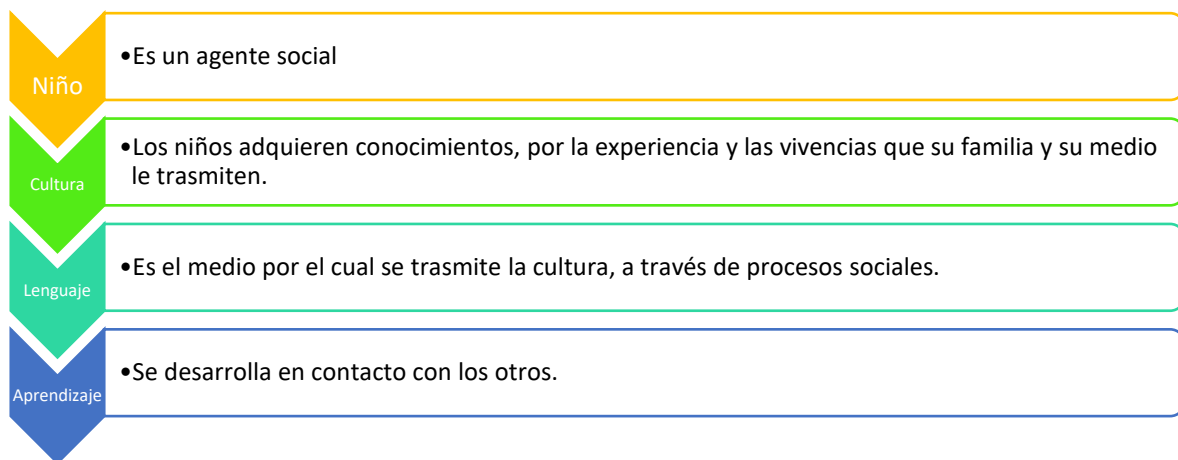 Niño
•Es un agente social
Cultura
•Los niños adquieren conocimientos, por la experiencia y las vivencias que su familia y su medio
le trasmiten.
Lenguaje
•Es el medio por el cual se trasmite la cultura, a través de procesos sociales.
Aprendizaje
•Se desarrolla en contacto con los otros.